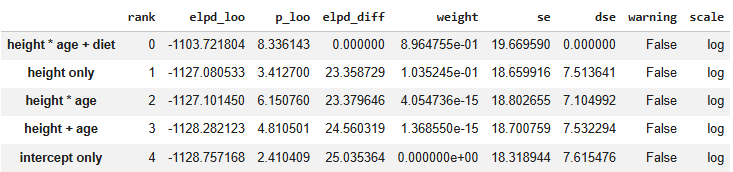 rank elpd_loo p_loo elpd_diff weight se dse warning scale
height * age + diet 0 -1103.721804 8.336143 0.000000 8.964755e-01 19.669590 0.000000 False log
height only 1 -1127.080533 3.412700 23.358729 1.035245e-01 18.659916 7.513641 False log
height * age 2 -1127.101450 6.150760 23.379646 4.054736e-15 18.802655 7.104992 False log
height + age 3 -1128.282123 4.810501 24.560319 1.368550e-15 18.700759 7.532294 False log
intercept only 4 -1128.757168 2.410409 25.035364 0.000000e+00 18.318944 7.615476 False log